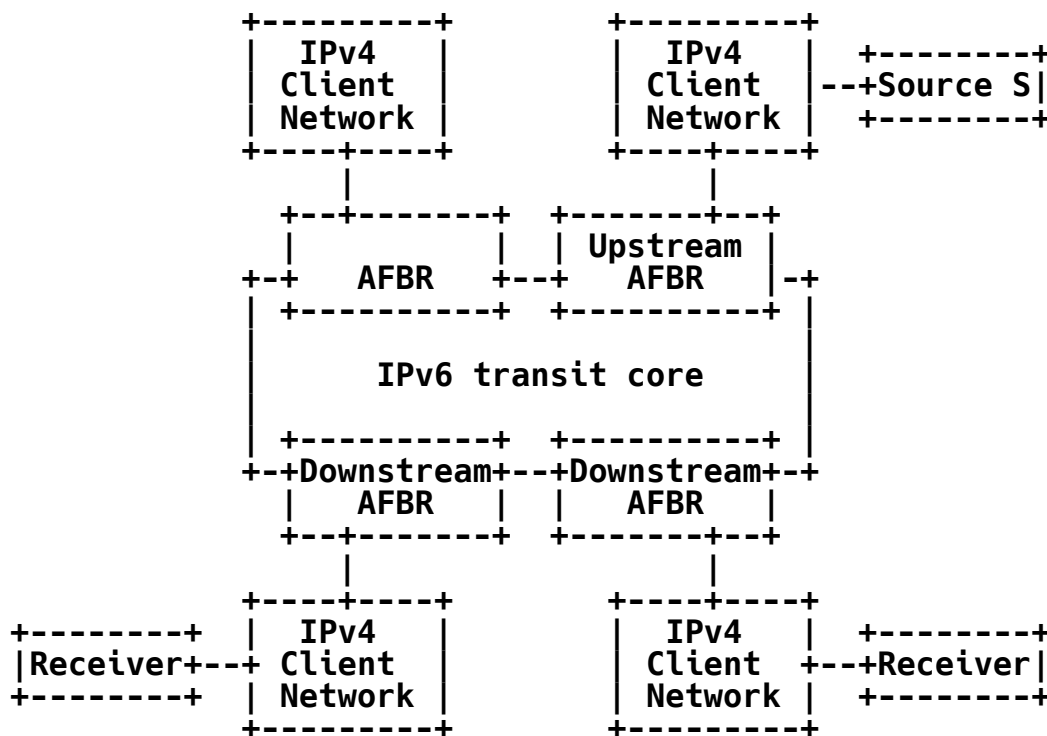 IPv4 IPv4
Client Client Source S
Network Network
Upstream
AFBR AFBR
IPv6 transit core
Downstream Downstream
AFBR AFBR
IPv4 IPv4
Receiver Client Client Receiver
Network Network